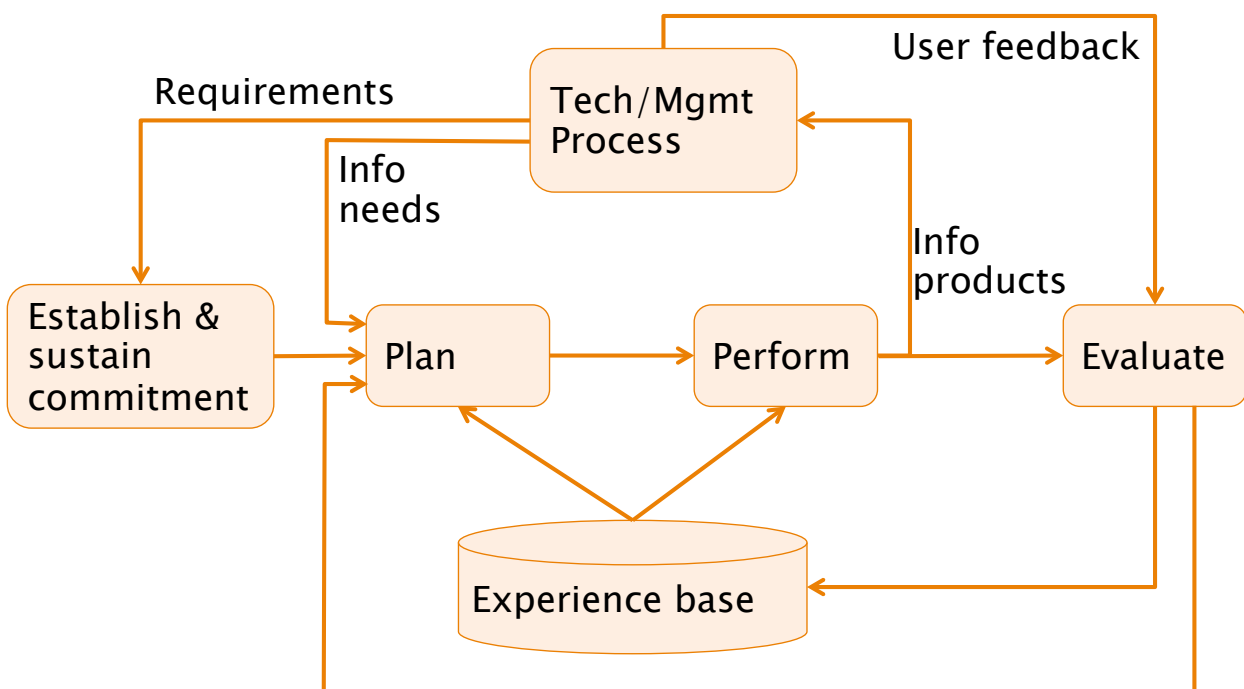 User feedback
Requirements
Tech/Mgmt
Process
Info
needs
Info
products
Establish &
sustain
commitment
Plan
Perform
Evaluate
Experience base